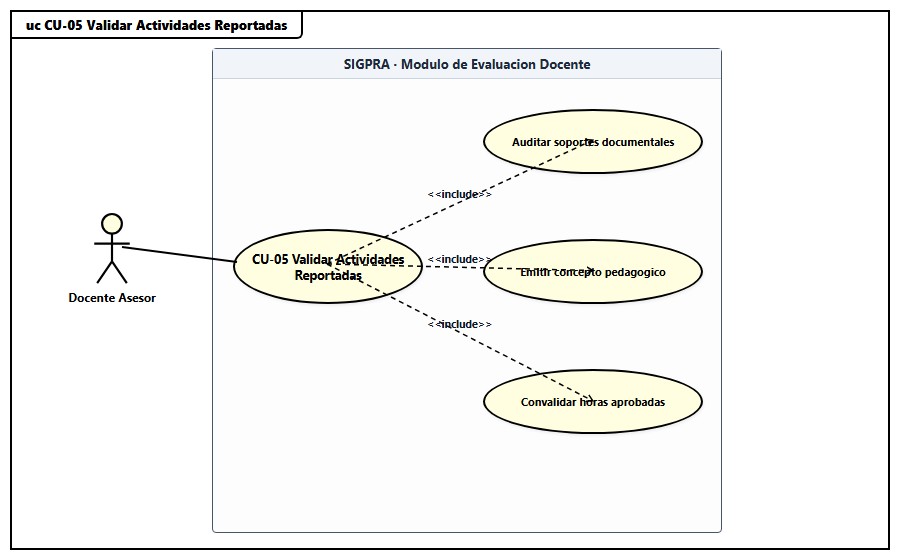 uc CU-05 Validar Actividades Reportadas
SIGPRA · Modulo de Evaluacion Docente
Auditar soportes documentales
<<include>>
CU-05 Validar Actividades
Reportadas
<<include>>
Emitir concepto pedagogico
Docente Asesor
<<include>>
Convalidar horas aprobadas